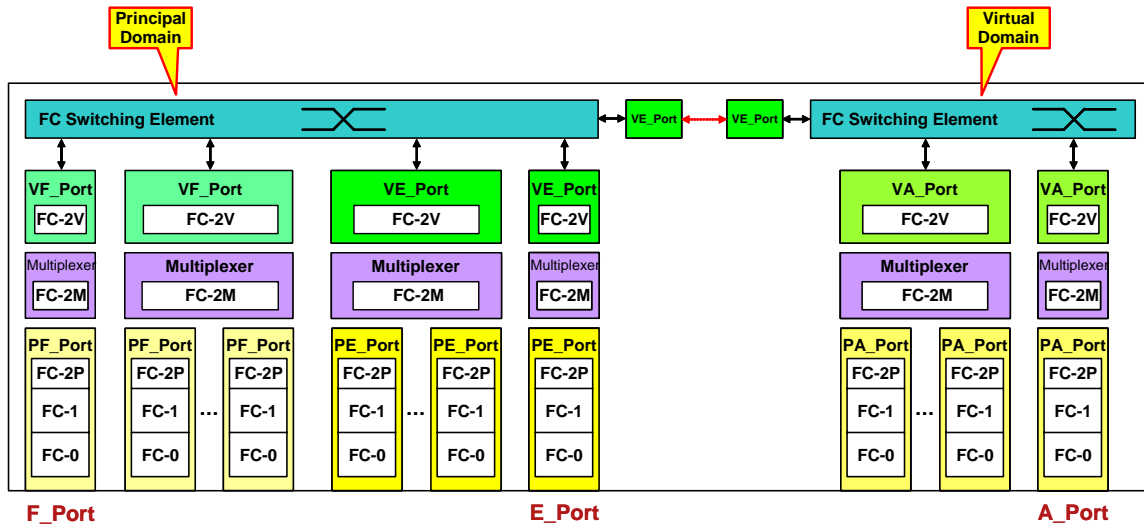 Principal
Domain
Virtual
Domain
FC Switching Element
VE_Port
VE_Port
FC Switching Element
VF_Port
FC-2V
VF_Port
FC-2V
VE_Port
FC-2V
VE_Port
FC-2V
VA_Port
FC-2V
VA_Port
FC-2V
Multiplexer
FC-2M
Multiplexer
FC-2M
Multiplexer
FC-2M
Multiplexer
FC-2M
Multiplexer
FC-2M
Multiplexer
FC-2M
PF_Port
FC-2P
FC-1
FC-0
PF_Port
FC-2P
FC-1
FC-0
...
PF_Port
FC-2P
FC-1
FC-0
PE_Port
FC-2P
FC-1
FC-0
...
PE_Port
FC-2P
FC-1
FC-0
PE_Port
FC-2P
FC-1
FC-0
PA_Port
FC-2P
FC-1
FC-0
...
PA_Port
FC-2P
FC-1
FC-0
PA_Port
FC-2P
FC-1
FC-0
F_Port
E_Port
A_Port